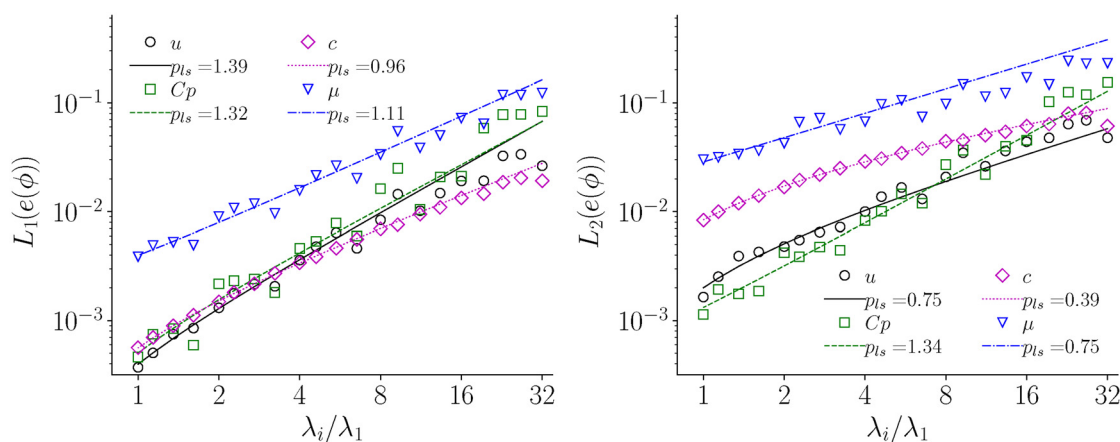 u
p_ls = 1.39
Cp
p_ls = 1.32
c
p_ls = 0.96
μ
p_ls = 1.11
L_1(e(ϕ))
10^{-1}
10^{-2}
10^{-3}
1 2 4 8 16 32
λ_i/λ_1
L_2(e(ϕ))
10^{-1}
10^{-2}
10^{-3}
u
p_ls = 0.75
Cp
p_ls = 1.34
c
p_ls = 0.39
μ
p_ls = 0.75
1 2 4 8 16 32
λ_i/λ_1